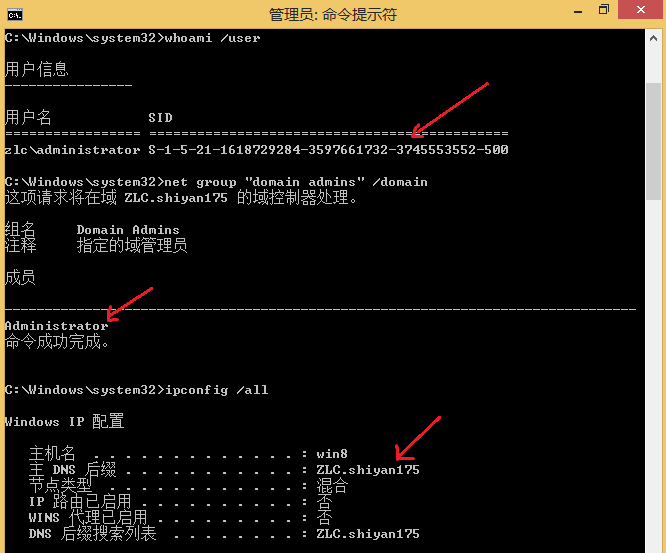 管理员: 命令提示符
C:\Windows\system32>whoami /user
用户信息
----------------
用户名 SID
================= =============================================
zlc\administrator S-1-5-21-1618729284-3597661732-3745553552-500
C:\Windows\system32>net group "domain admins" /domain
这项请求将在域 ZLC.shiyan175 的域控制器处理。
组名 Domain Admins
注释 指定的域管理员
成员
-------------------------------------------------------------------------------
Administrator
命令成功完成。
C:\Windows\system32>ipconfig /all
Windows IP 配置
主机名 . . . . . . . . . . . . . : win8
主 DNS 后缀 . . . . . . . . . . . : ZLC.shiyan175
节点类型 . . . . . . . . . . . . : 混合
IP 路由已启用 . . . . . . . . . . : 否
WINS 代理已启用 . . . . . . . . . : 否
DNS 后缀搜索列表 . . . . . . . . : ZLC.shiyan175